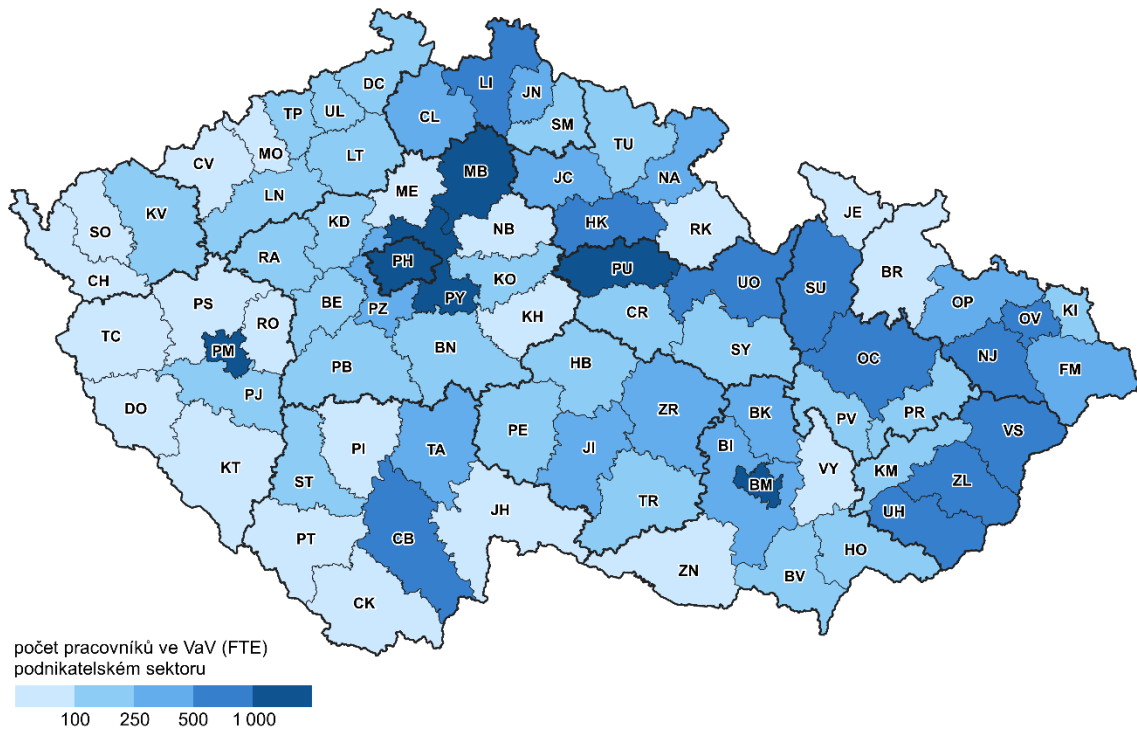 DC
LI
JN
TP
UL
CL
SM
TU
MO
CV
LT
MB
JC
NA
ME
LN
KV
SO
KD
NB
HK
RK
JE
RA
PH
BR
CH
PU
KO
UO
SU
PY
PS
BE
PZ
OP
KI
RO
KH
CR
OV
TC
PM
SY
OC
NJ
FM
PB
BN
HB
PJ
DO
ZR
BK
PV
PR
PE
VS
PI
TA
JI
BI
KT
VY
KM
ZL
ST
BM
TR
UH
JH
PT
CB
HO
ZN
BV
CK
počet pracovníků ve VaV (FTE)
podnikatelském sektoru
100 250 500 1 000